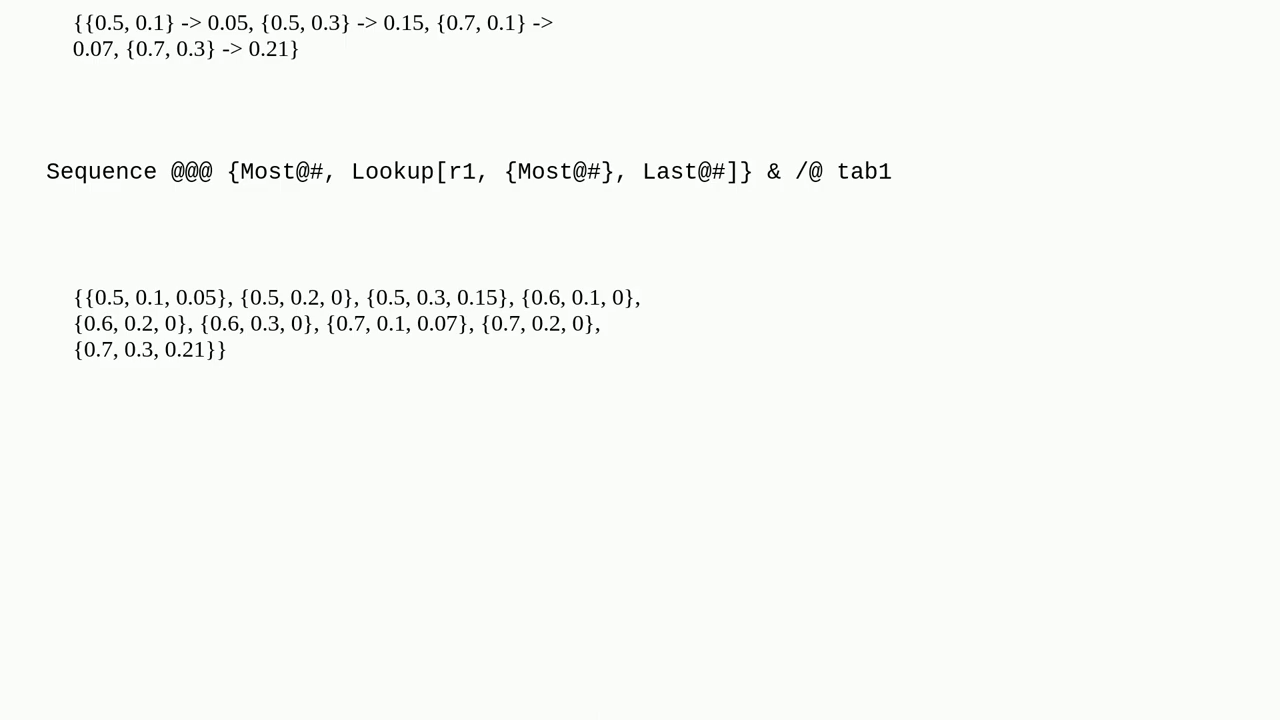 {{0.5, 0.1} -> 0.05, {0.5, 0.3} -> 0.15, {0.7, 0.1} ->
0.07, {0.7, 0.3} -> 0.21}
Sequence @@@ {Most@#, Lookup[r1, {Most@#}, Last@#]} & /@ tab1
{{0.5, 0.1, 0.05}, {0.5, 0.2, 0}, {0.5, 0.3, 0.15}, {0.6, 0.1, 0},
{0.6, 0.2, 0}, {0.6, 0.3, 0}, {0.7, 0.1, 0.07}, {0.7, 0.2, 0},
{0.7, 0.3, 0.21}}